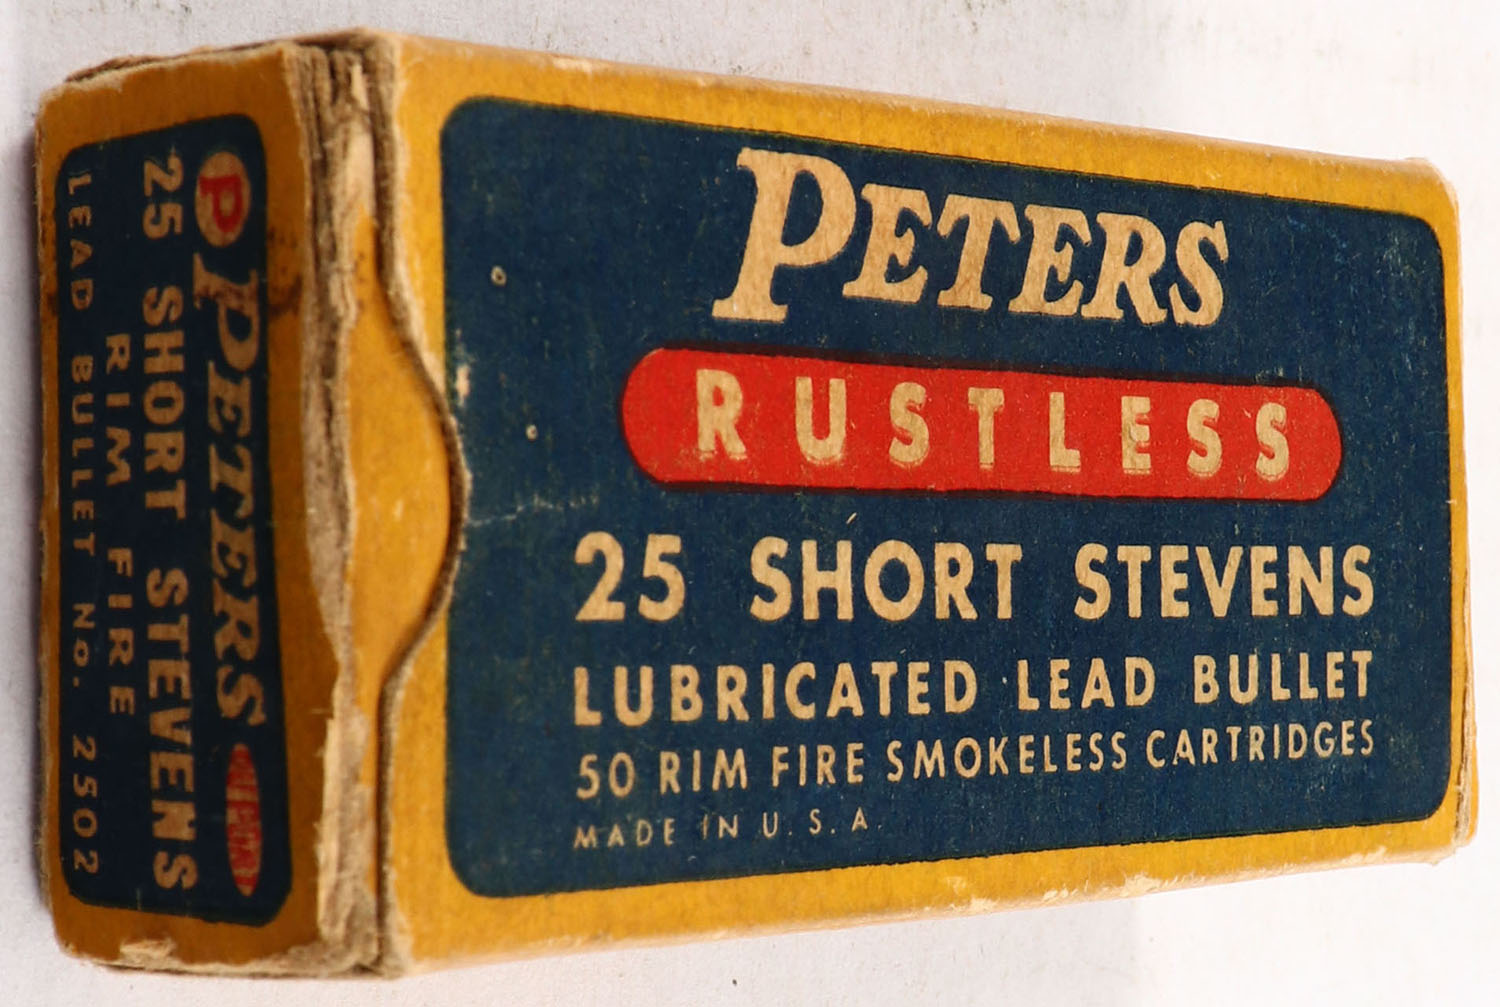 PETERS
RUSTLESS
25 SHORT STEVENS
LUBRICATED LEAD BULLET
50 RIM FIRE SMOKELESS CARTRIDGES
MADE IN U.S.A.
P PETERS
25 SHORT STEVENS
RIM FIRE
LEAD BULLET No. 2502